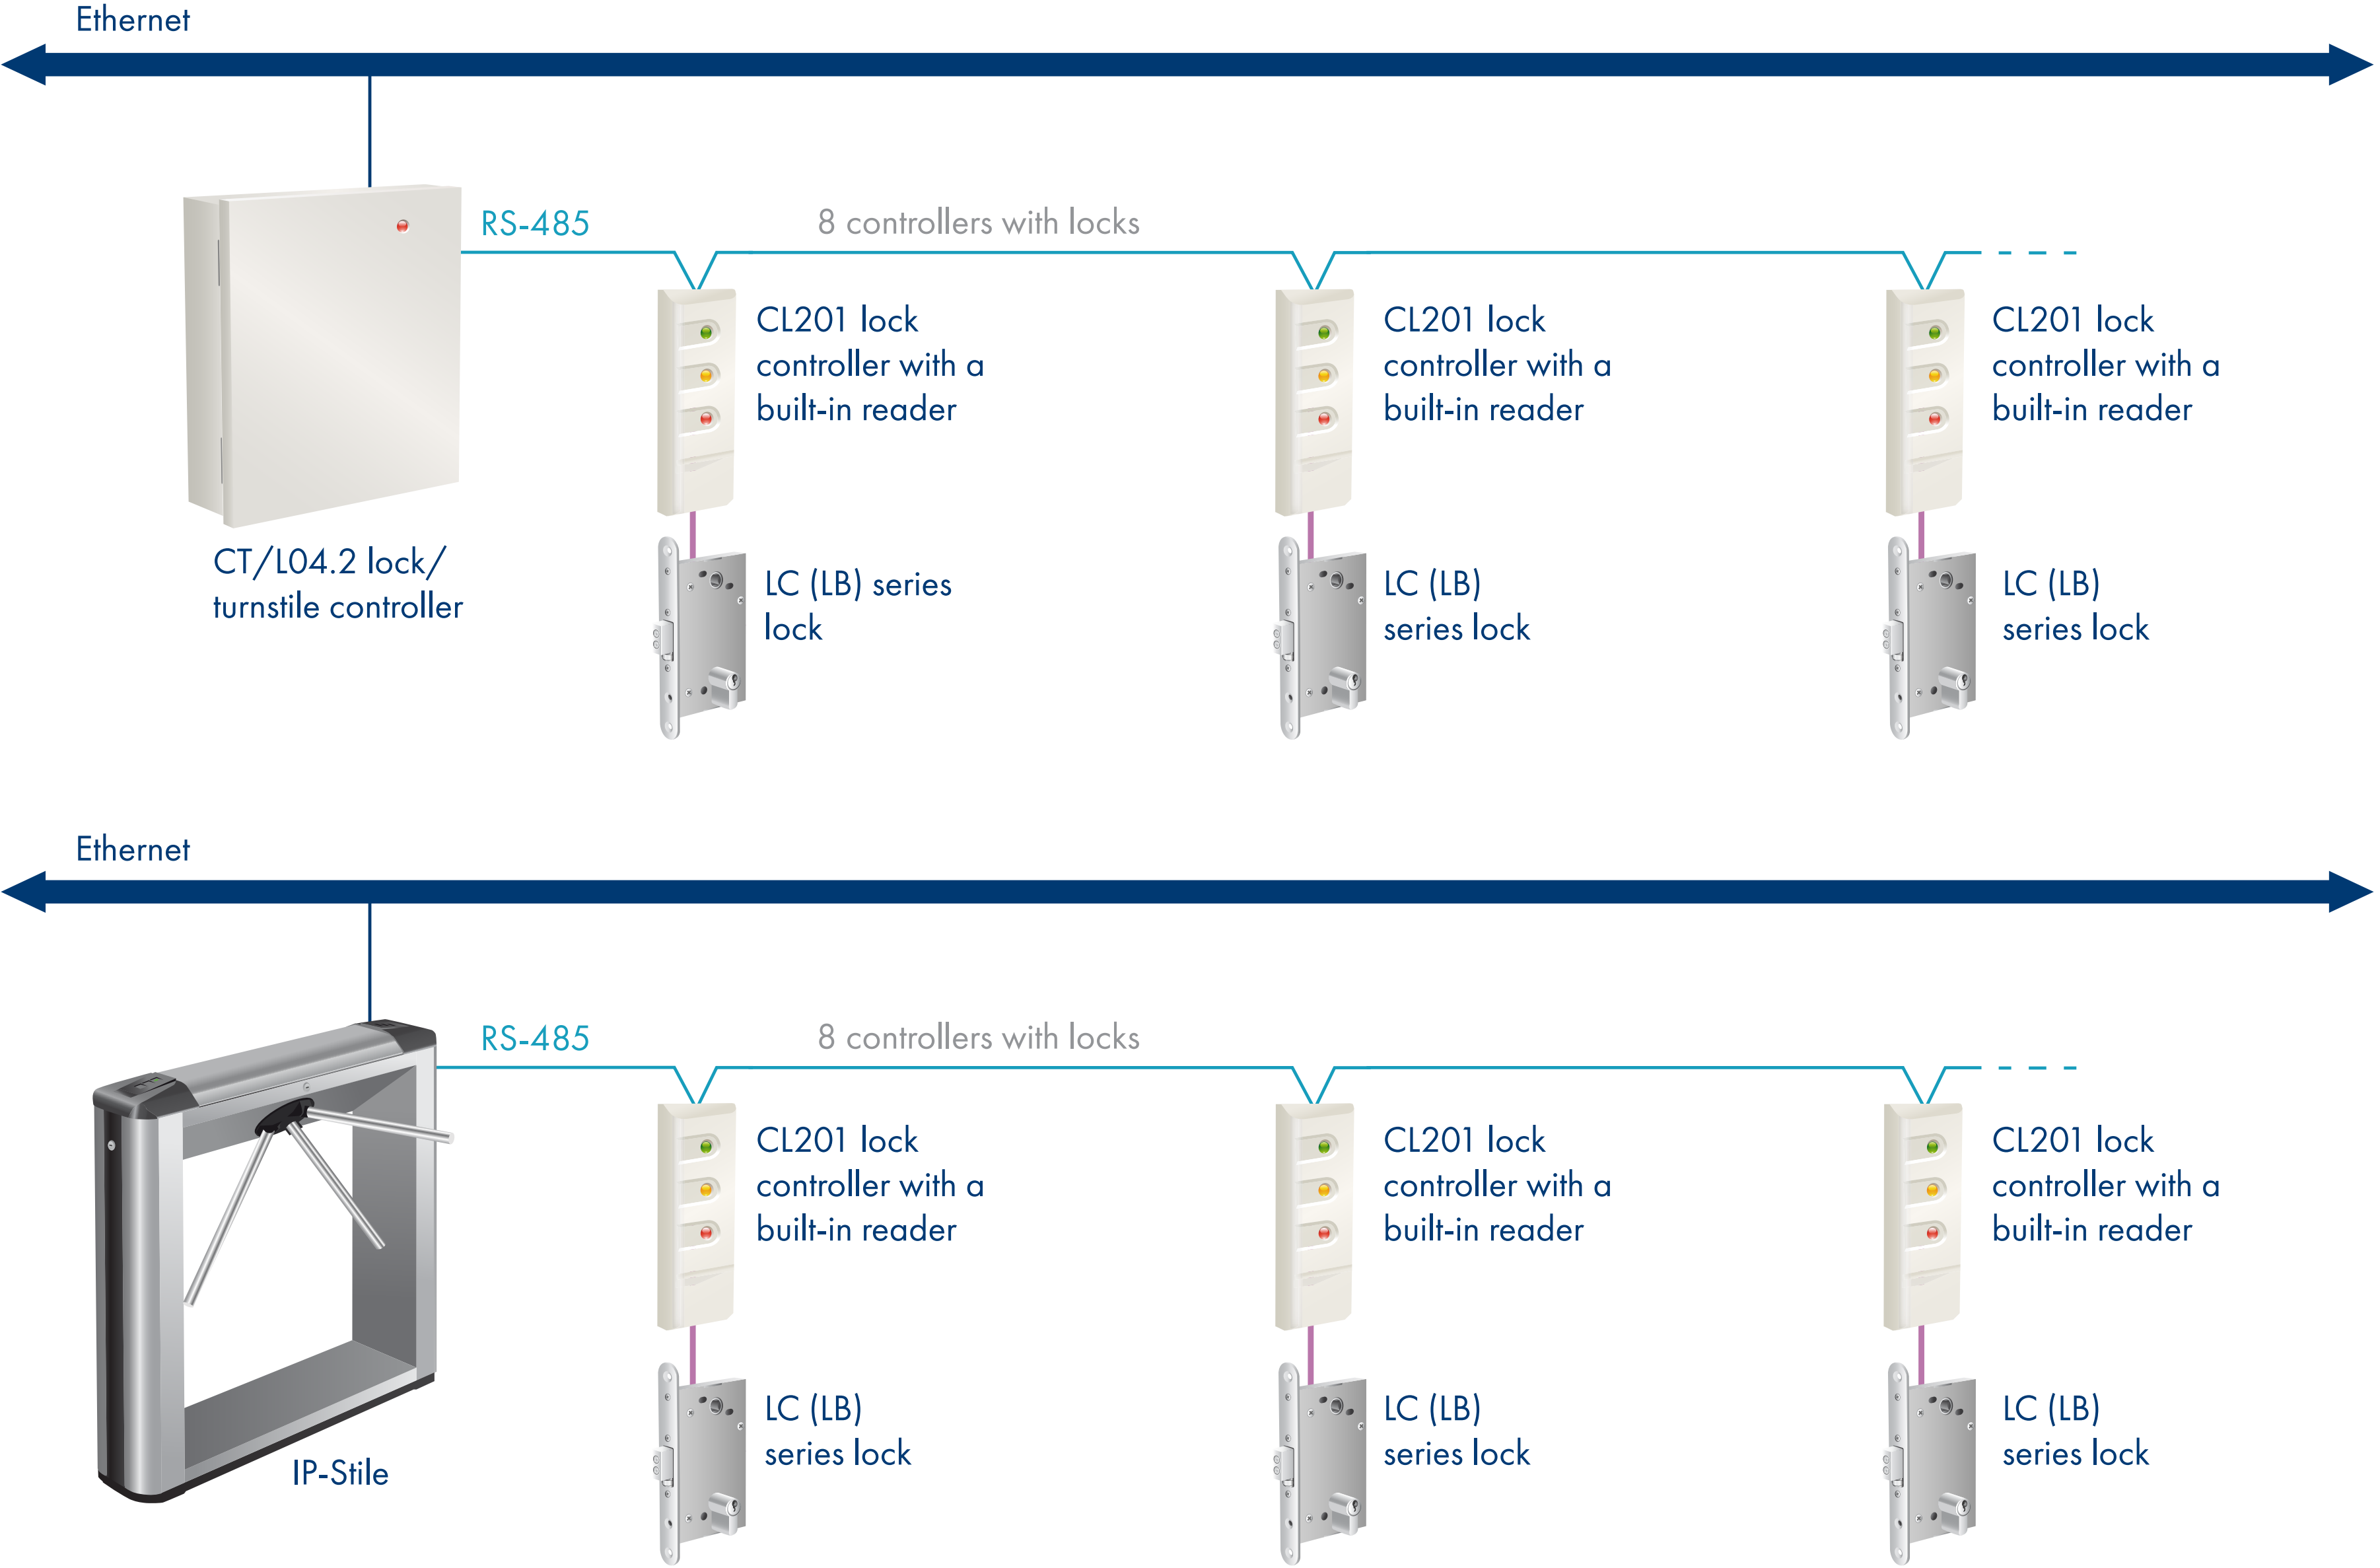 Ethernet
RS-485
8 controllers with locks
CL201 lock
controller with a
built-in reader
CL201 lock
controller with a
built-in reader
CL201 lock
controller with a
built-in reader
CT/L04.2 lock/
turnstile controller
LC (LB) series
lock
LC (LB)
series lock
LC (LB)
series lock
Ethernet
RS-485
8 controllers with locks
CL201 lock
controller with a
built-in reader
CL201 lock
controller with a
built-in reader
CL201 lock
controller with a
built-in reader
IP-Stile
LC (LB)
series lock
LC (LB)
series lock
LC (LB)
series lock